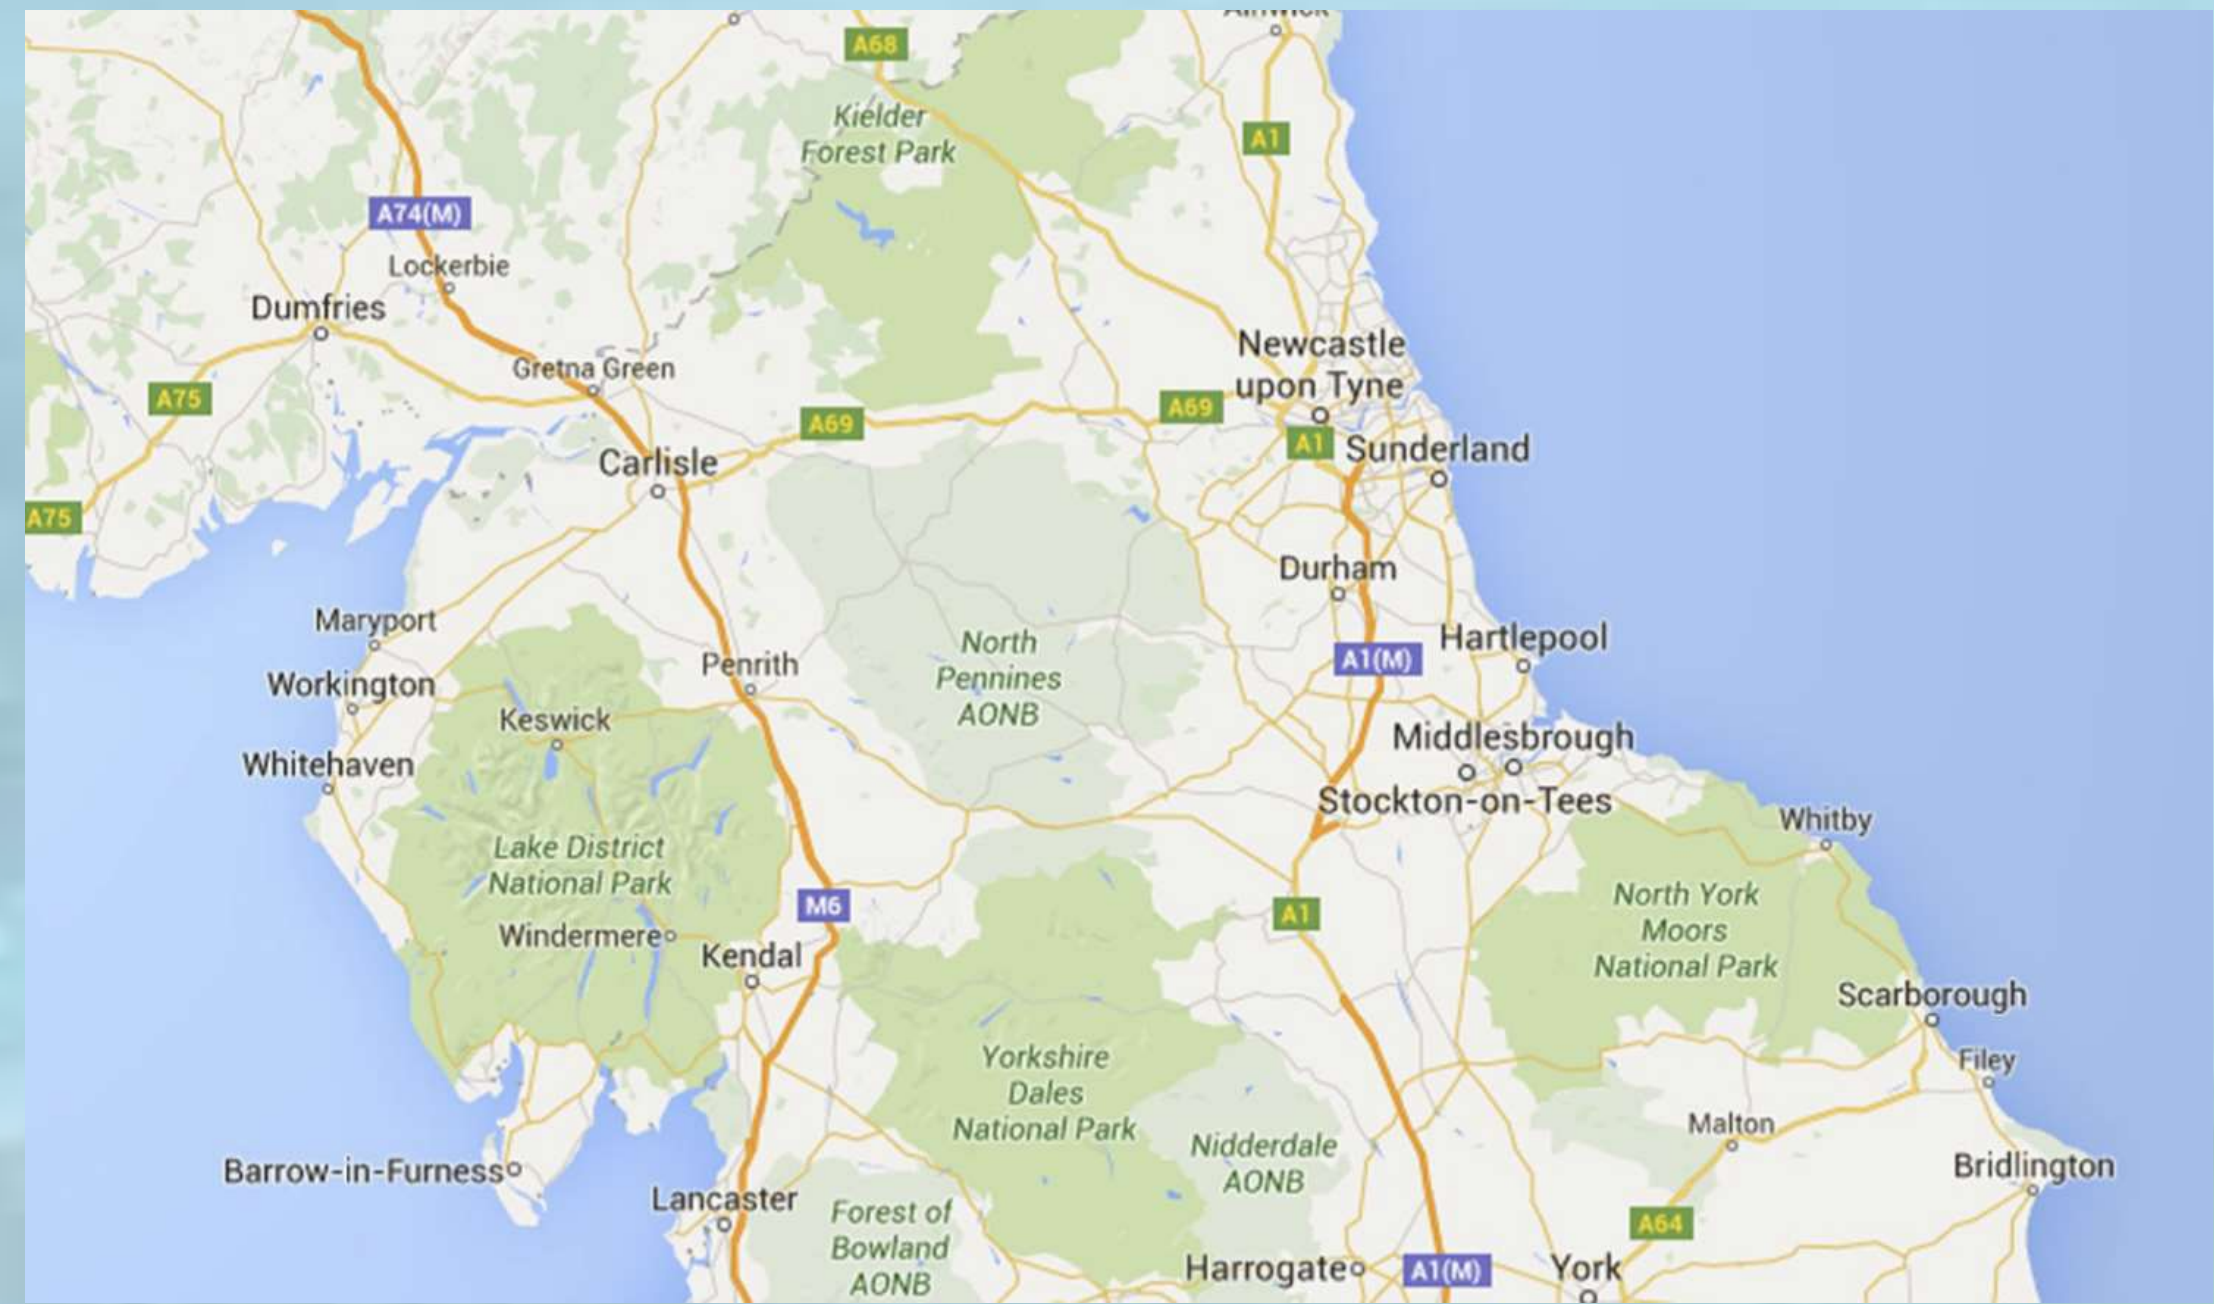 Alnwick
A68
Kielder
Forest Park
A1
A74(M)
Lockerbie
Dumfries
Newcastle
upon Tyne
Gretna Green
A75
A69
A69
A1
Sunderland
Carlisle
A75
Durham
Maryport
Hartlepool
North
Pennines
AONB
A1(M)
Penrith
Workington
Keswick
Middlesbrough
Whitehaven
Stockton-on-Tees
Whitby
Lake District
National Park
M6
A1
North York
Moors
National Park
Windermere
Kendal
Scarborough
Yorkshire
Dales
National Park
Filey
Malton
Nidderdale
AONB
Barrow-in-Furness
Bridlington
Lancaster
Forest of
Bowland
AONB
A64
Harrogate
A1(M)
York